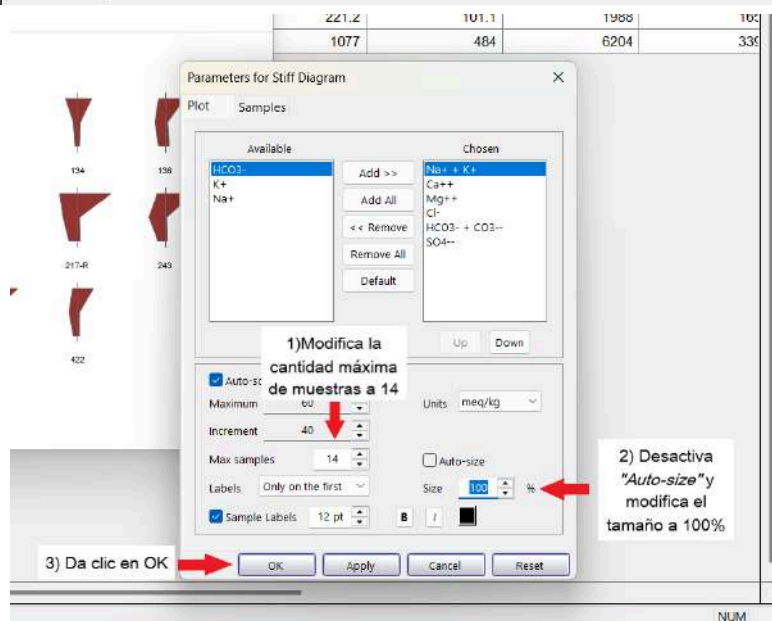 221.2 101.1 1988
1077 484 6204
Parameters for Stiff Diagram
Plot Samples
134 138
217-R 243
422
Available Chosen
HCO3-
K+
Na+
Add >>
Add All
<< Remove
Remove All
Default
Na+ + K+
Ca++
Mg++
Cl-
HCO3- + CO3--
SO4--
Up Down
1)Modifica la
cantidad máxima
de muestras a 14
Maximum 60 Units meq/kg
Increment 40
Max samples 14 Auto-size
Labels Only on the first Size 100 %
Sample Labels 12 pt B I
2) Desactiva
"Auto-size" y
modifica el
tamaño a 100%
3) Da clic en OK
OK Apply Cancel Reset
NUM